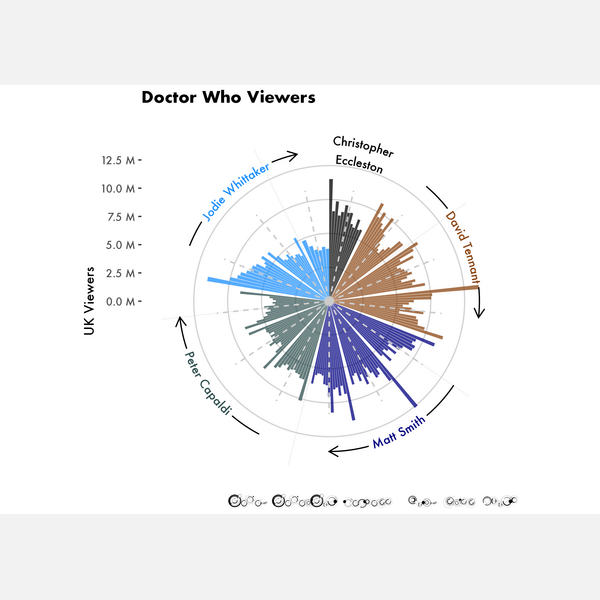 Doctor Who Viewers
Christopher
Eccleston
12.5 M
10.0 M
7.5 M
5.0 M
2.5 M
0.0 M
UK Viewers
Jodie Whittaker
David Tennant
Peter Capaldi
Matt Smith